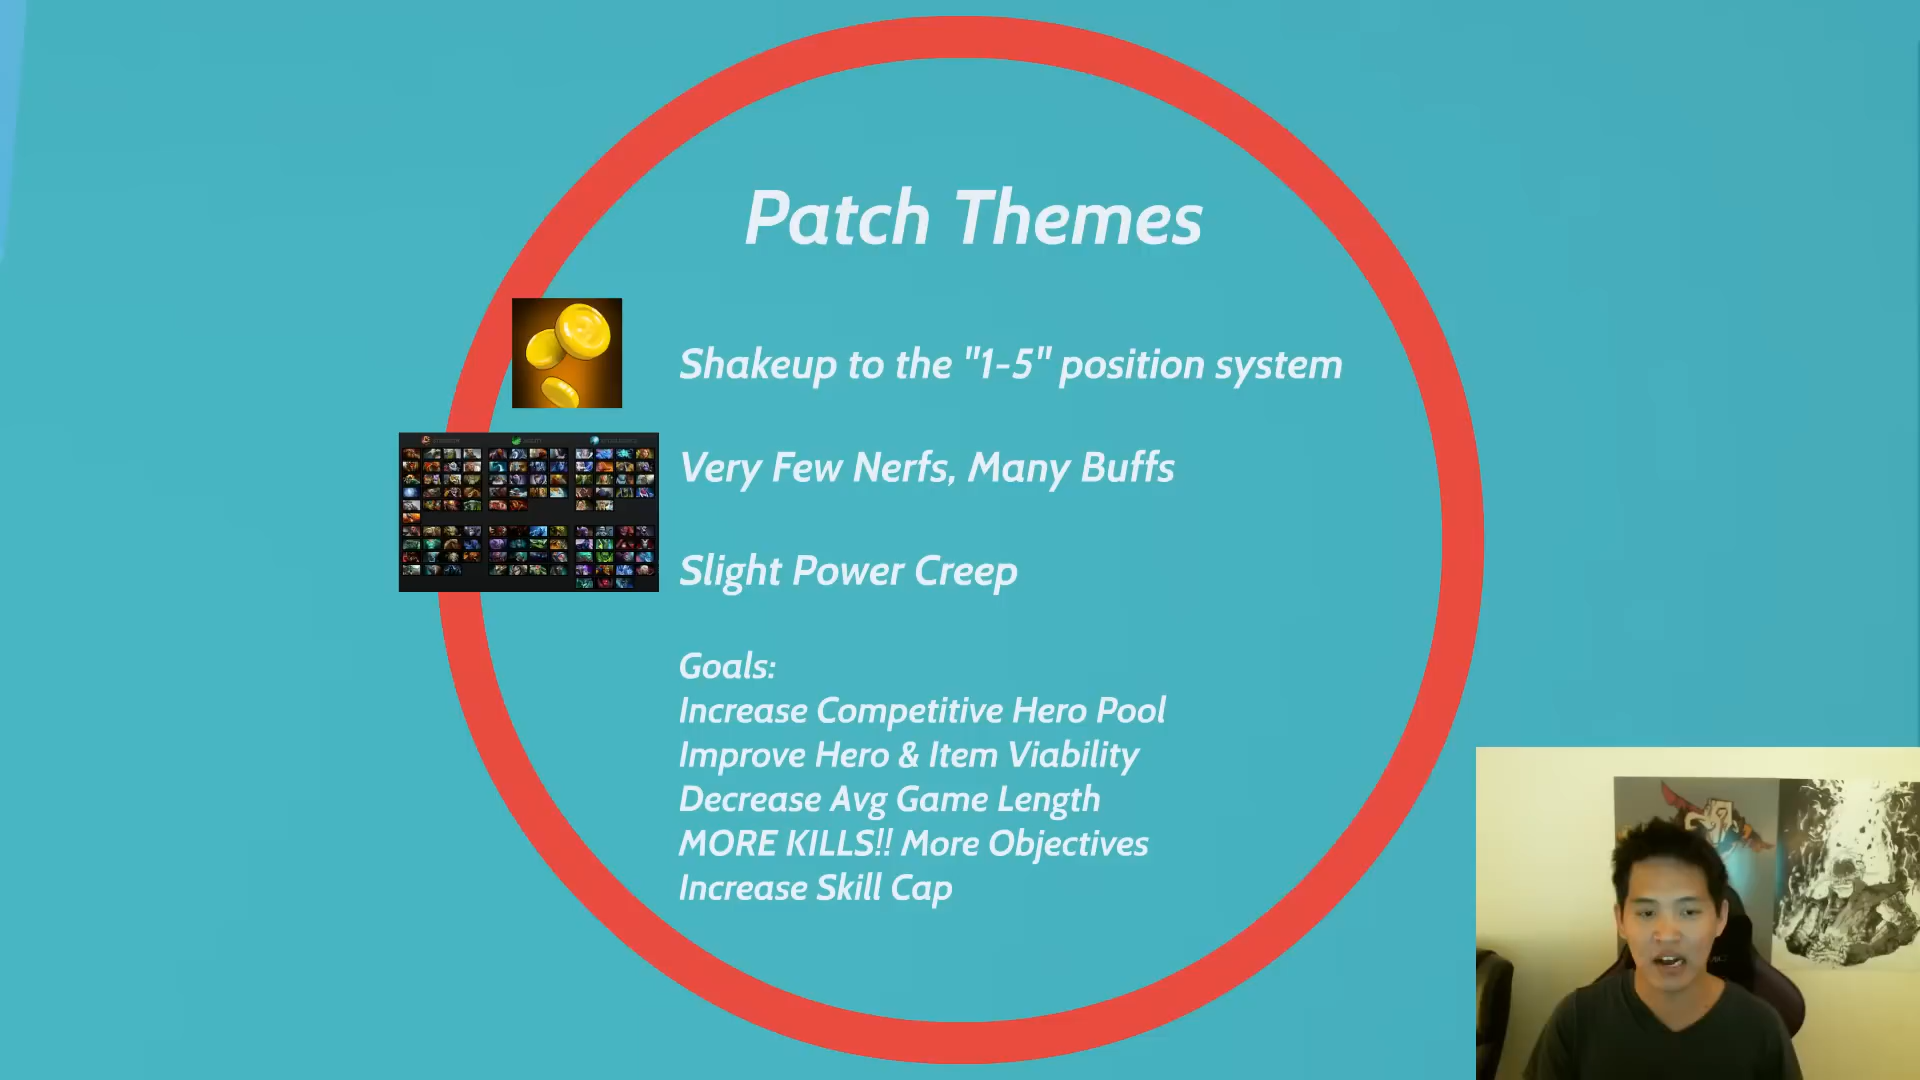 Patch Themes
Shakeup to the "1-5" position system
Very Few Nerfs, Many Buffs
Slight Power Creep
Goals:
Increase Competitive Hero Pool
Improve Hero & Item Viability
Decrease Avg Game Length
MORE KILLS!! More Objectives
Increase Skill Cap